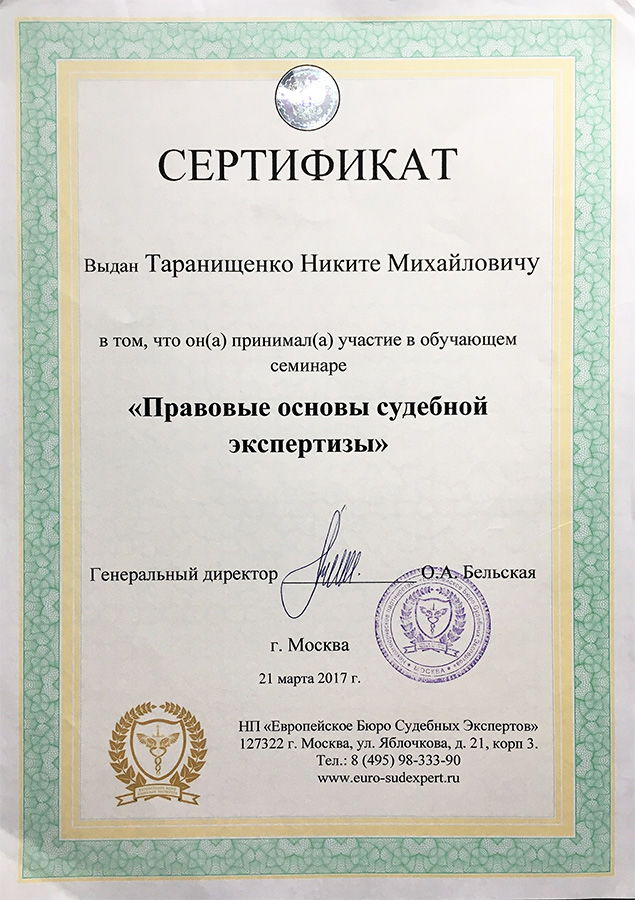 СЕРТИФИКАТ
Выдан Таранищенко Никите Михайловичу
в том, что он(а) принимал(а) участие в обучающем
семинаре
«Правовые основы судебной
экспертизы»
Генеральный директор О.А. Бельская
МОСКВА
г. Москва
21 марта 2017 г.
НП «Европейское Бюро Судебных Экспертов»
127322 г. Москва, ул. Яблочкова, д. 21, корп 3.
Тел.: 8 (495) 98-333-90
www.euro-sudexpert.ru